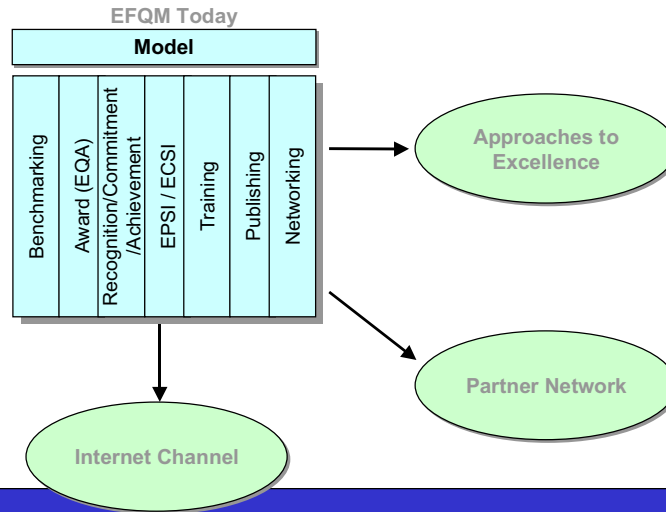 EFQM Today
Model
Benchmarking
Award (EQA)
Recognition/Commitment
/Achievement
EPSI / ECSI
Training
Publishing
Networking
Approaches to
Excellence
Partner Network
Internet Channel